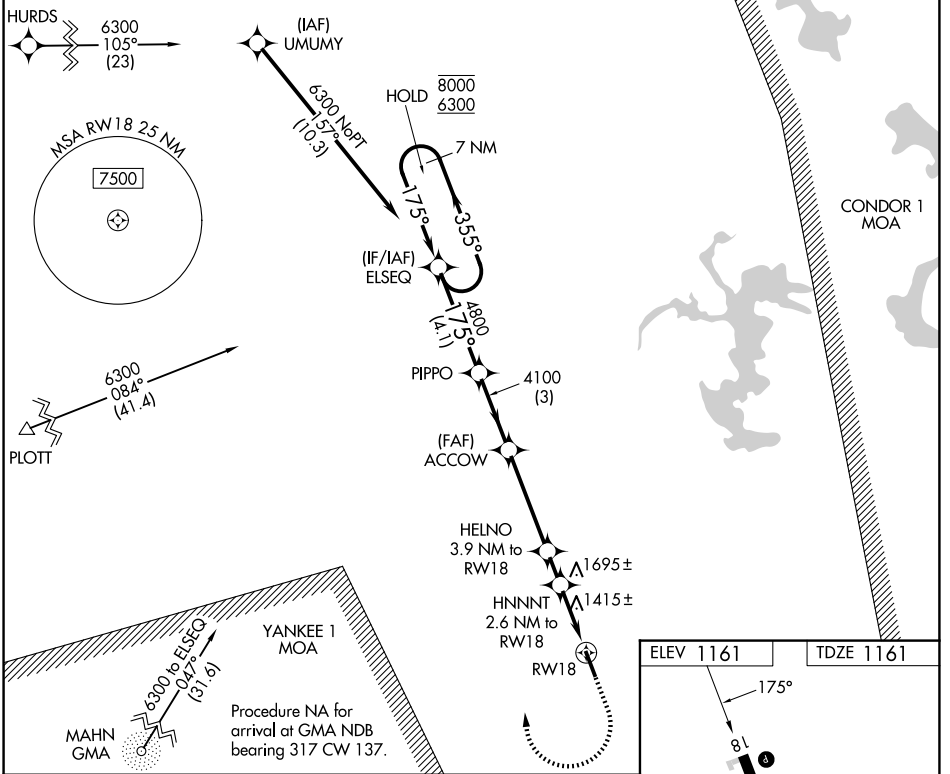 HURDS
6300
105°
(23)
(IAF)
UMUMY
6300 NoPT
157°
(10.3)
HOLD
8000
6300
7 NM
175°
355°
MSA RW18 25 NM
7500
CONDOR 1
MOA
(IF/IAF)
ELSEQ
4800
175°
(4.1)
6300
084°
(41.4)
PLOTT
PIPPO
4100
(3)
(FAF)
ACCOW
HELNO
3.9 NM to
RW18
1695±
HNNNT
2.6 NM to
RW18
1415±
RW18
YANKEE 1
MOA
6300 to ELSEQ
047°
(31.6)
MAHN
GMA
Procedure NA for
arrival at GMA NDB
bearing 317 CW 137.
ELEV 1161
TDZE 1161
175°
18